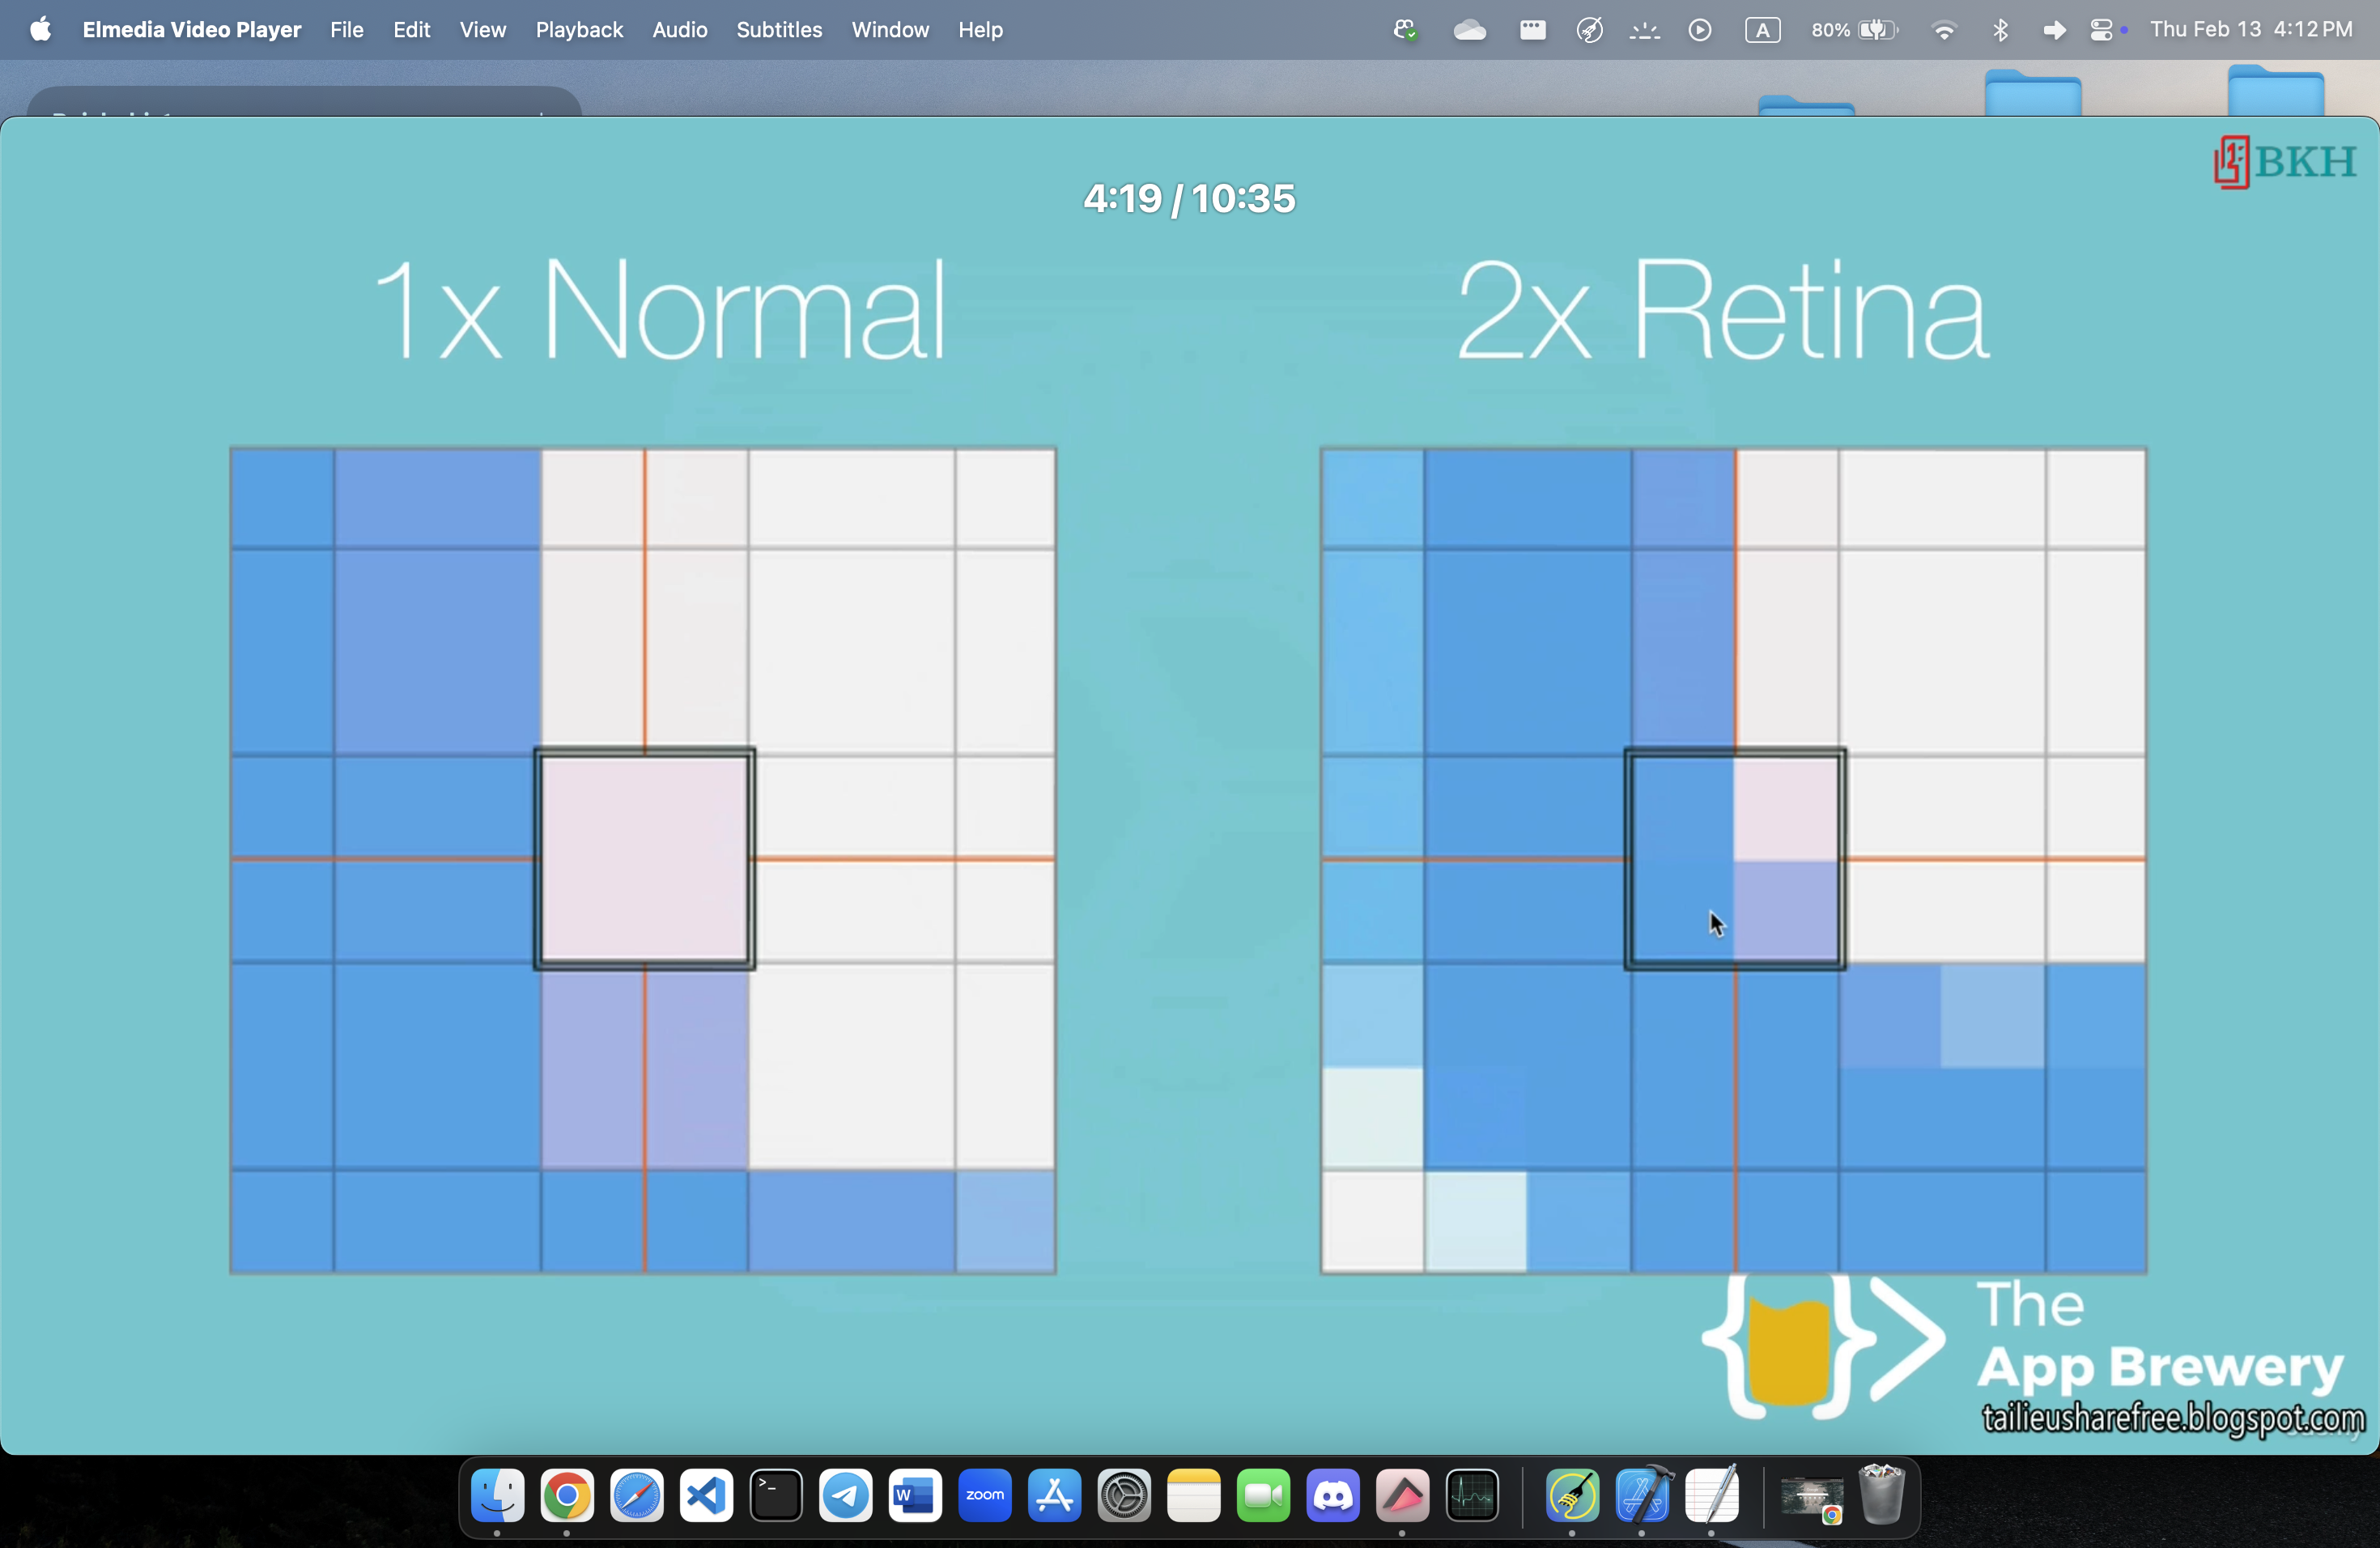 Elmedia Video Player File Edit View Playback Audio Subtitles Window Help A 80% Thu Feb 13 4:12 PM
BKH
4:19 / 10:35
1x Normal
2x Retina
The
App Brewery
tailieusharefree.blogspot.com
>_
W
zoom